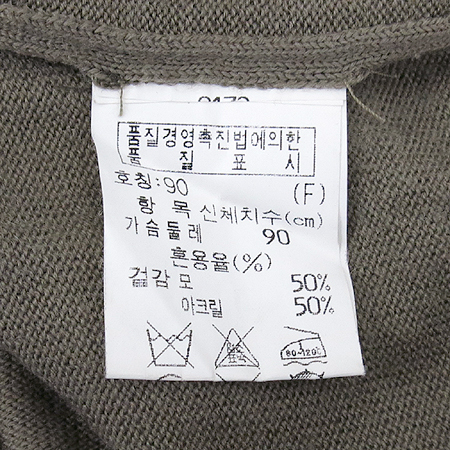 품질경영촉진법에의한
품 질 표 시
호칭:90 (F)
항 목 신체치수(cm)
가슴둘레 90
혼용율(%)
겉감 모 50%
아크릴 50%
80~120℃